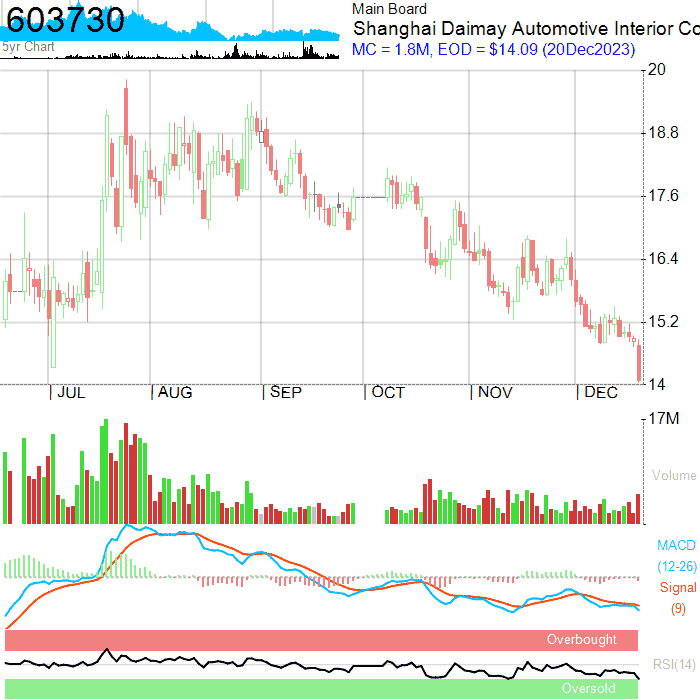 603730
Main Board
Shanghai Daimay Automotive Interior Co
5yr Chart
MC = 1.8M, EOD = $14.09 (20Dec2023)
20
18.8
17.6
16.4
15.2
14
JUL AUG SEP OCT NOV DEC
17M
Volume
MACD
(12-26)
Signal
(9)
Overbought
RSI(14)
Oversold